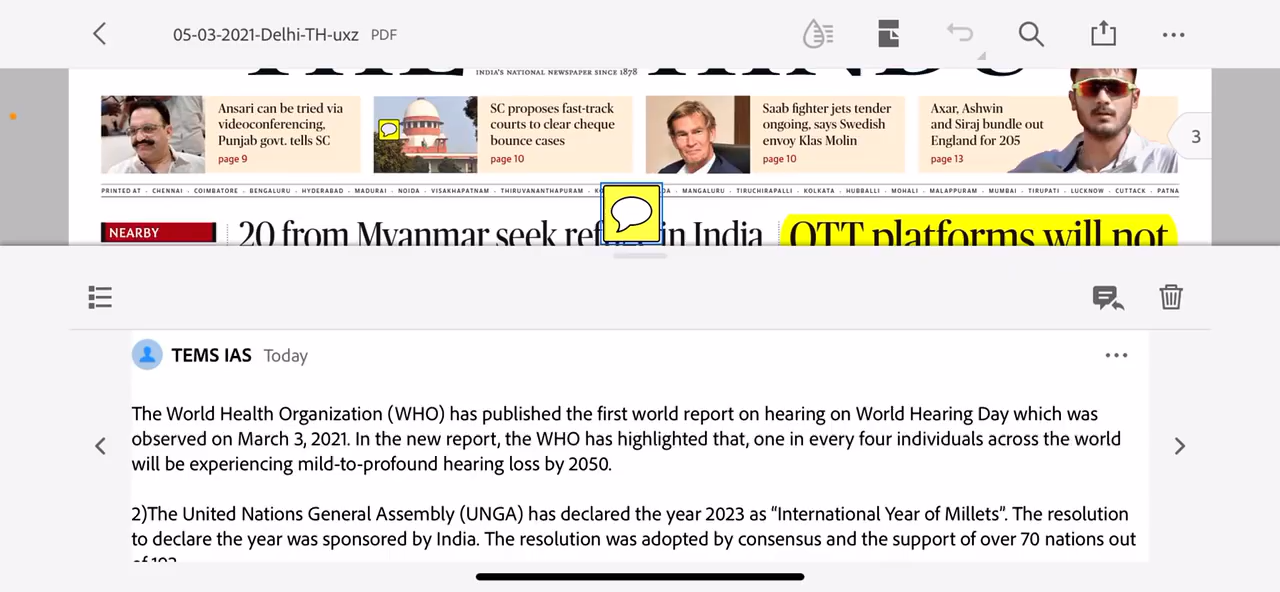 05-03-2021-Delhi-TH-uxz PDF
INDIA'S NATIONAL NEWSPAPER SINCE 1878
Ansari can be tried via
videoconferencing,
Punjab govt. tells SC
page 9
SC proposes fast-track
courts to clear cheque
bounce cases
page 10
Saab fighter jets tender
ongoing, says Swedish
envoy Klas Molin
page 10
Axar, Ashwin
and Siraj bundle out
England for 205
page 13
3
PRINTED AT · CHENNAI · COIMBATORE · BENGALURU · HYDERABAD · MADURAI · NOIDA · VISAKHAPATNAM · THIRUVANANTHAPURAM · MANGALURU · TIRUCHIRAPALLI · KOLKATA · HUBBALLI · MOHALI · MALAPPURAM · MUMBAI · TIRUPATI · LUCKNOW · CUTTACK · PATNA
NEARBY
20 from Myanmar seek in India
OTT platforms will not
TEMS IAS Today
The World Health Organization (WHO) has published the first world report on hearing on World Hearing Day which was
observed on March 3, 2021. In the new report, the WHO has highlighted that, one in every four individuals across the world
will be experiencing mild-to-profound hearing loss by 2050.
2)The United Nations General Assembly (UNGA) has declared the year 2023 as “International Year of Millets”. The resolution
to declare the year was sponsored by India. The resolution was adopted by consensus and the support of over 70 nations out